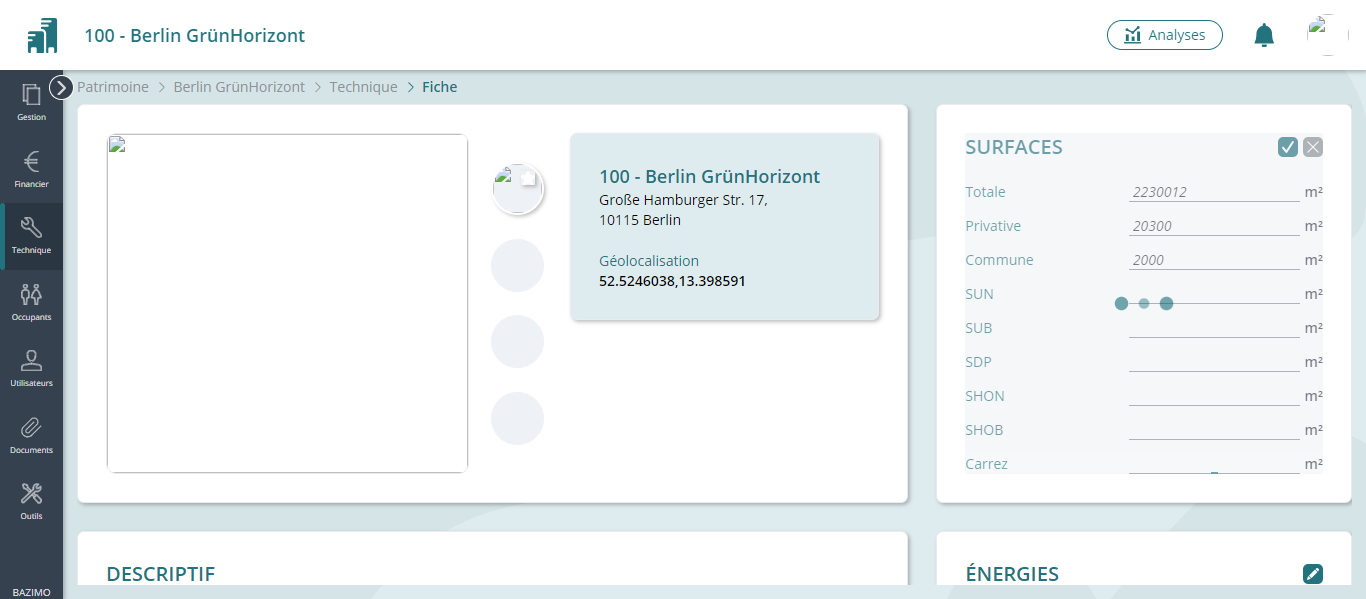 100 - Berlin GrünHorizont
Analyses
Patrimoine > Berlin GrünHorizont > Technique > Fiche
Gestion
Financier
Technique
Occupants
Utilisateurs
Documents
Outils
BAZIMO
100 - Berlin GrünHorizont
Große Hamburger Str. 17,
10115 Berlin
Géolocalisation
52.5246038,13.398591
SURFACES
Totale 2230012 m²
Privative 20300 m²
Commune 2000 m²
SUN m²
SUB m²
SDP m²
SHON m²
SHOB m²
Carrez m²
DESCRIPTIF
ÉNERGIES